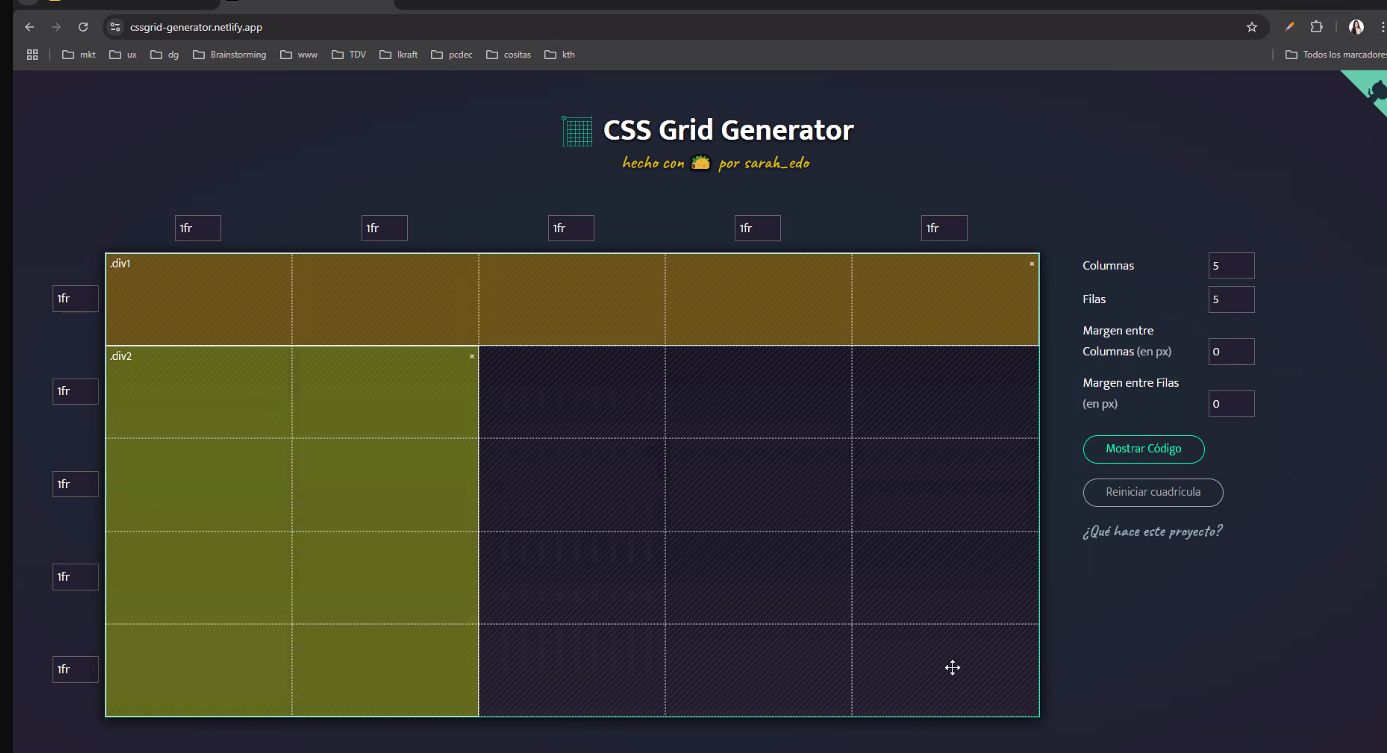 cssgrid-generator.netlify.app
mkt ux dg Brainstorming www TDV lkraft pcdec cositas kth Todos los marcadores
CSS Grid Generator
hecho con 🌮 por sarah_edo
1fr 1fr 1fr 1fr 1fr
.div1 ×
1fr
.div2 ×
1fr
1fr
1fr
1fr
Columnas 5
Filas 5
Margen entre
Columnas (en px) 0
Margen entre Filas
(en px) 0
Mostrar Código
Reiniciar cuadrícula
¿Qué hace este proyecto?